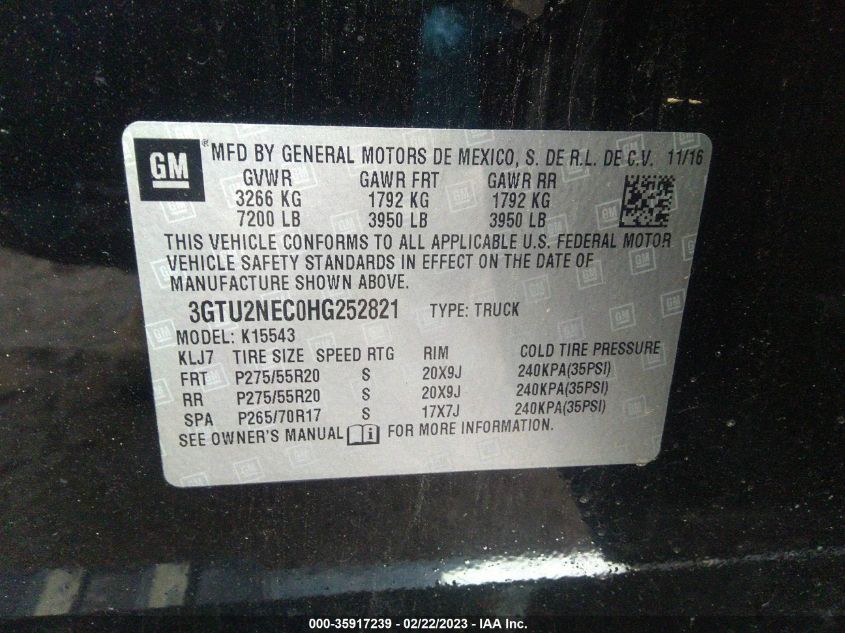 GM ® MFD BY GENERAL MOTORS DE MEXICO, S. DE R.L. DE C.V. 11/16
GVWR GAWR FRT GAWR RR
3266 KG 1792 KG 1792 KG
7200 LB 3950 LB 3950 LB
THIS VEHICLE CONFORMS TO ALL APPLICABLE U.S. FEDERAL MOTOR
VEHICLE SAFETY STANDARDS IN EFFECT ON THE DATE OF
MANUFACTURE SHOWN ABOVE.
3GTU2NEC0HG252821 TYPE: TRUCK
MODEL: K15543
KLJ7 TIRE SIZE SPEED RTG RIM COLD TIRE PRESSURE
FRT P275/55R20 S 20X9J 240KPA(35PSI)
RR P275/55R20 S 20X9J 240KPA(35PSI)
SPA P265/70R17 S 17X7J 240KPA(35PSI)
SEE OWNER'S MANUAL i FOR MORE INFORMATION.
000-35917239 - 02/22/2023 - IAA Inc.